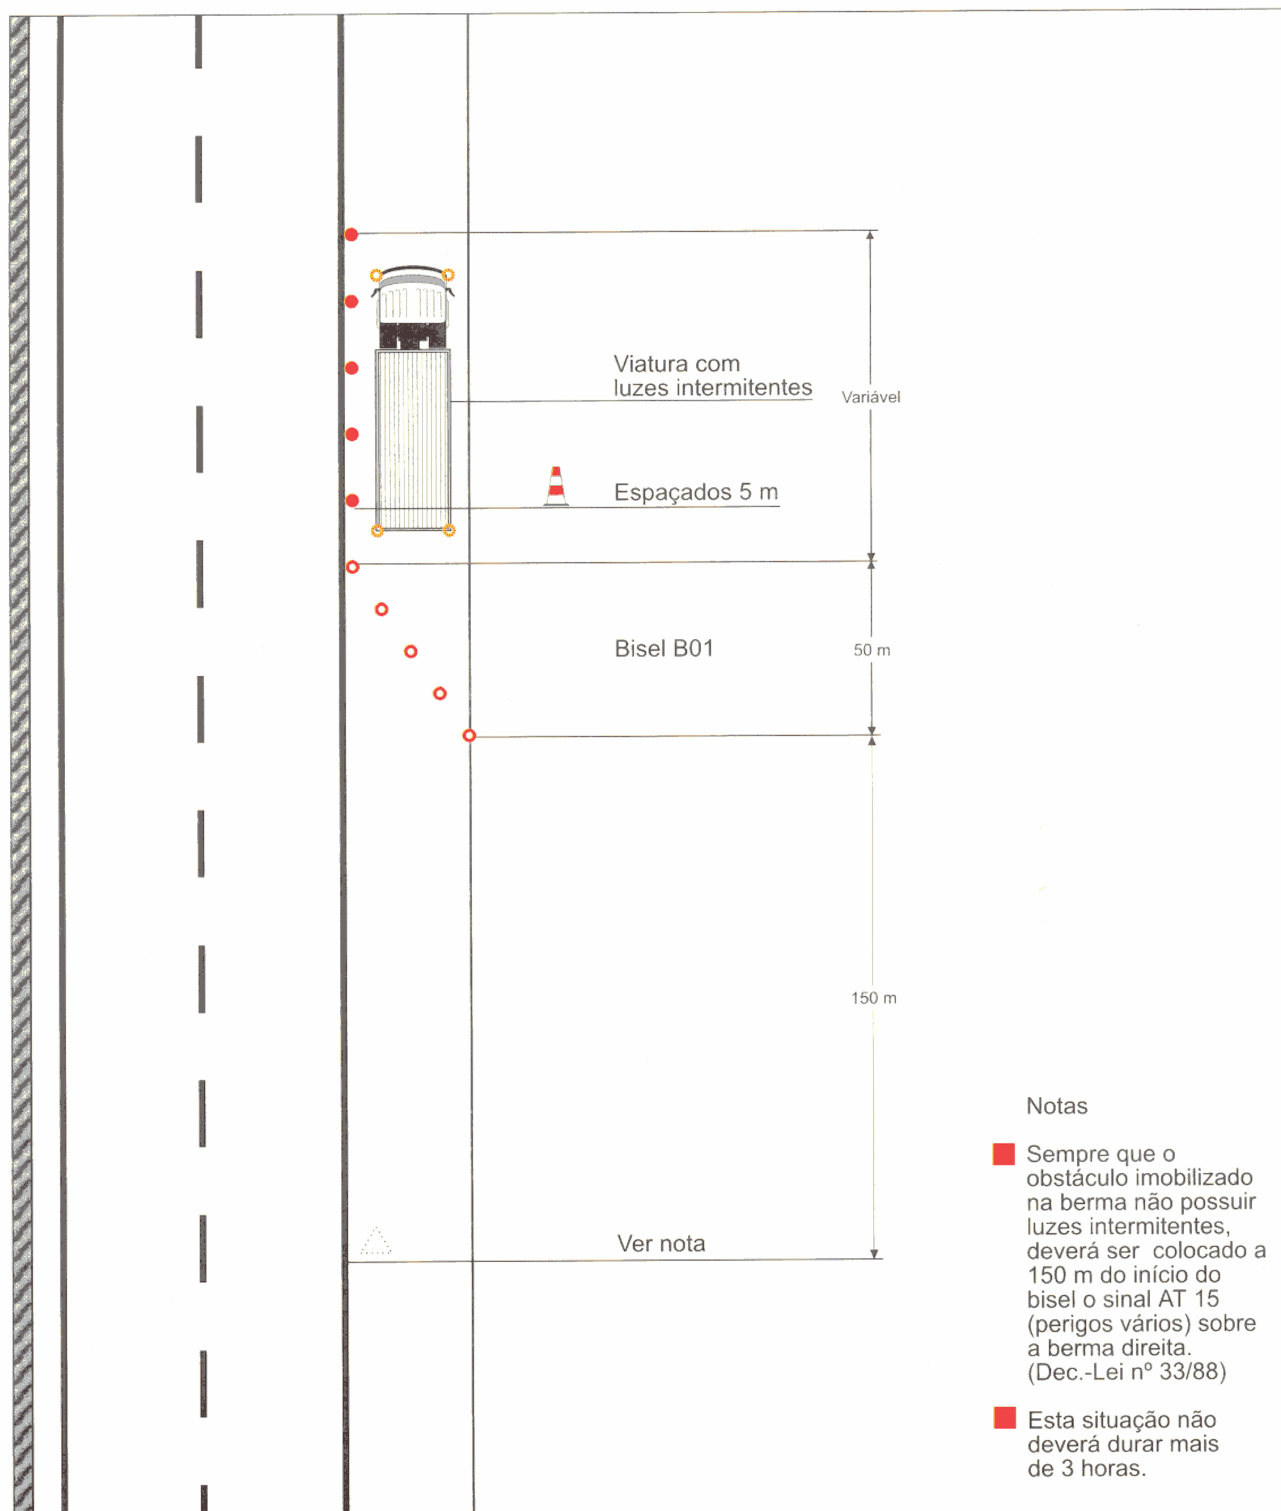 Viatura com
luzes intermitentes
Variável
Espaçados 5 m
Bisel B01
50 m
150 m
Ver nota
Notas
Sempre que o
obstáculo imobilizado
na berma não possuir
luzes intermitentes,
deverá ser colocado a
150 m do início do
bisel o sinal AT 15
(perigos vários) sobre
a berma direita.
(Dec.-Lei nº 33/88)
Esta situação não
deverá durar mais
de 3 horas.